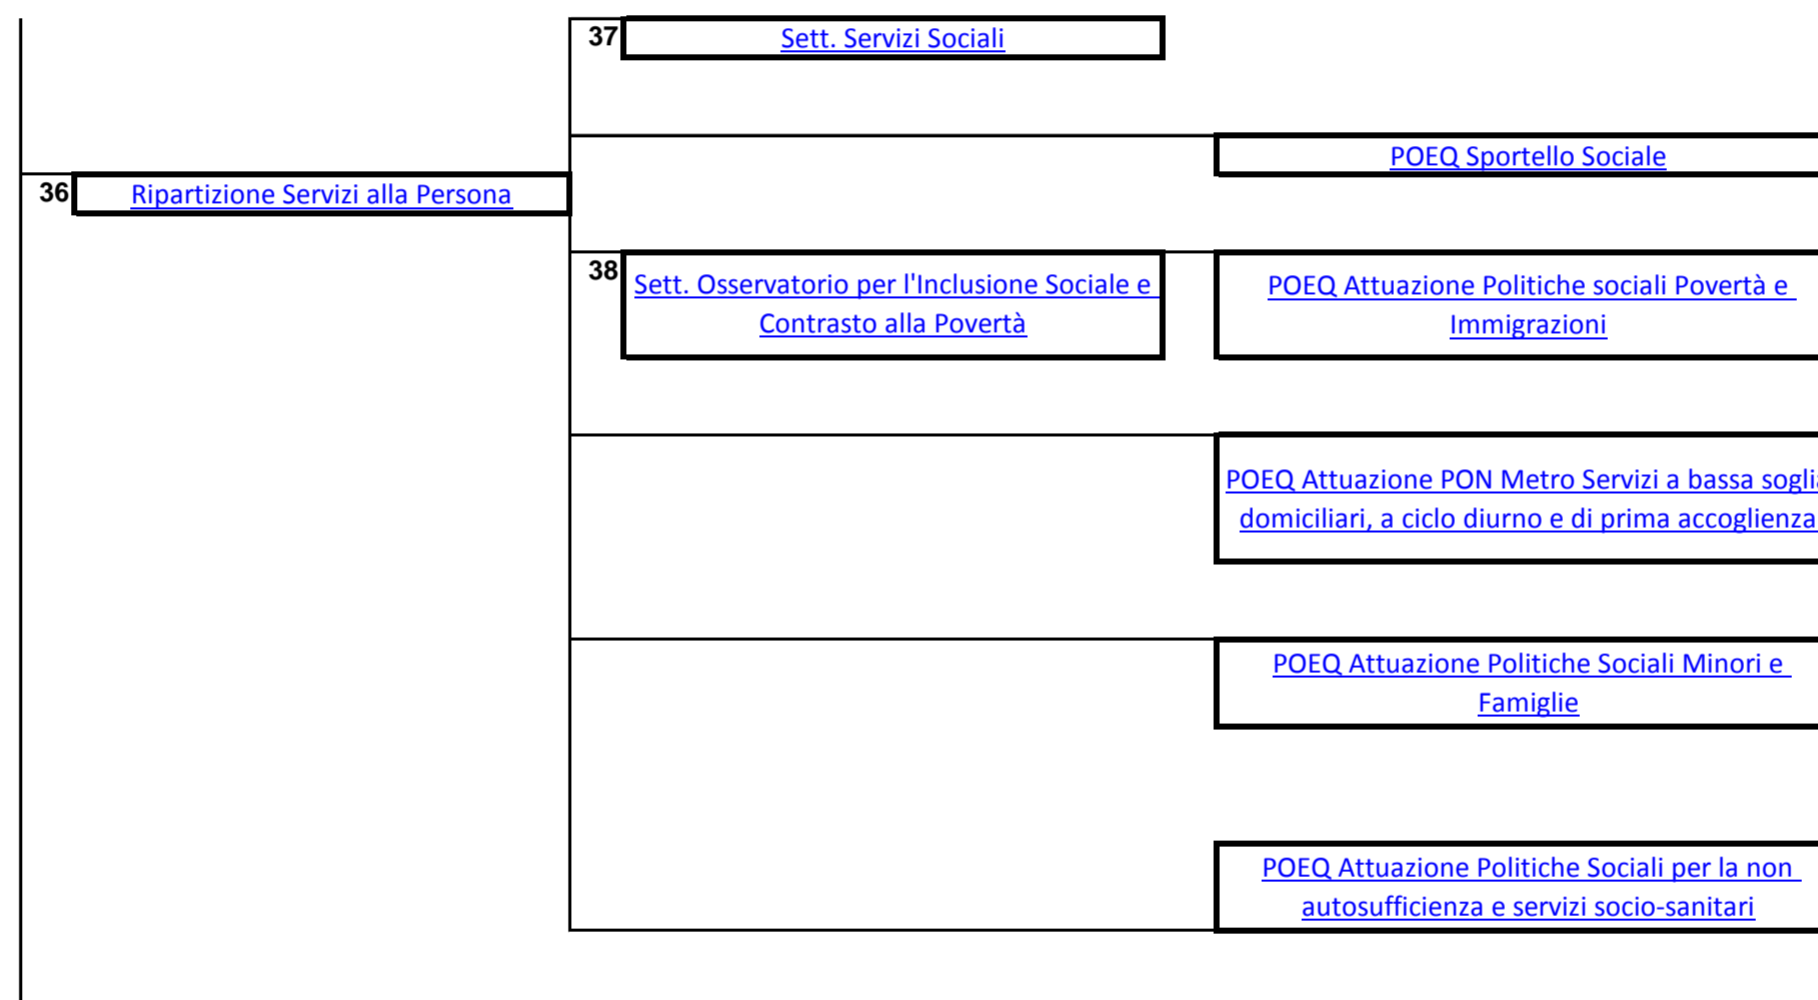 37
Sett. Servizi Sociali
POEQ Sportello Sociale
36
Ripartizione Servizi alla Persona
38
Sett. Osservatorio per l'Inclusione Sociale e
Contrasto alla Povertà
POEQ Attuazione Politiche sociali Povertà e
Immigrazioni
POEQ Attuazione PON Metro Servizi a bassa soglia
domiciliari, a ciclo diurno e di prima accoglienza
POEQ Attuazione Politiche Sociali Minori e
Famiglie
POEQ Attuazione Politiche Sociali per la non
autosufficienza e servizi socio-sanitari